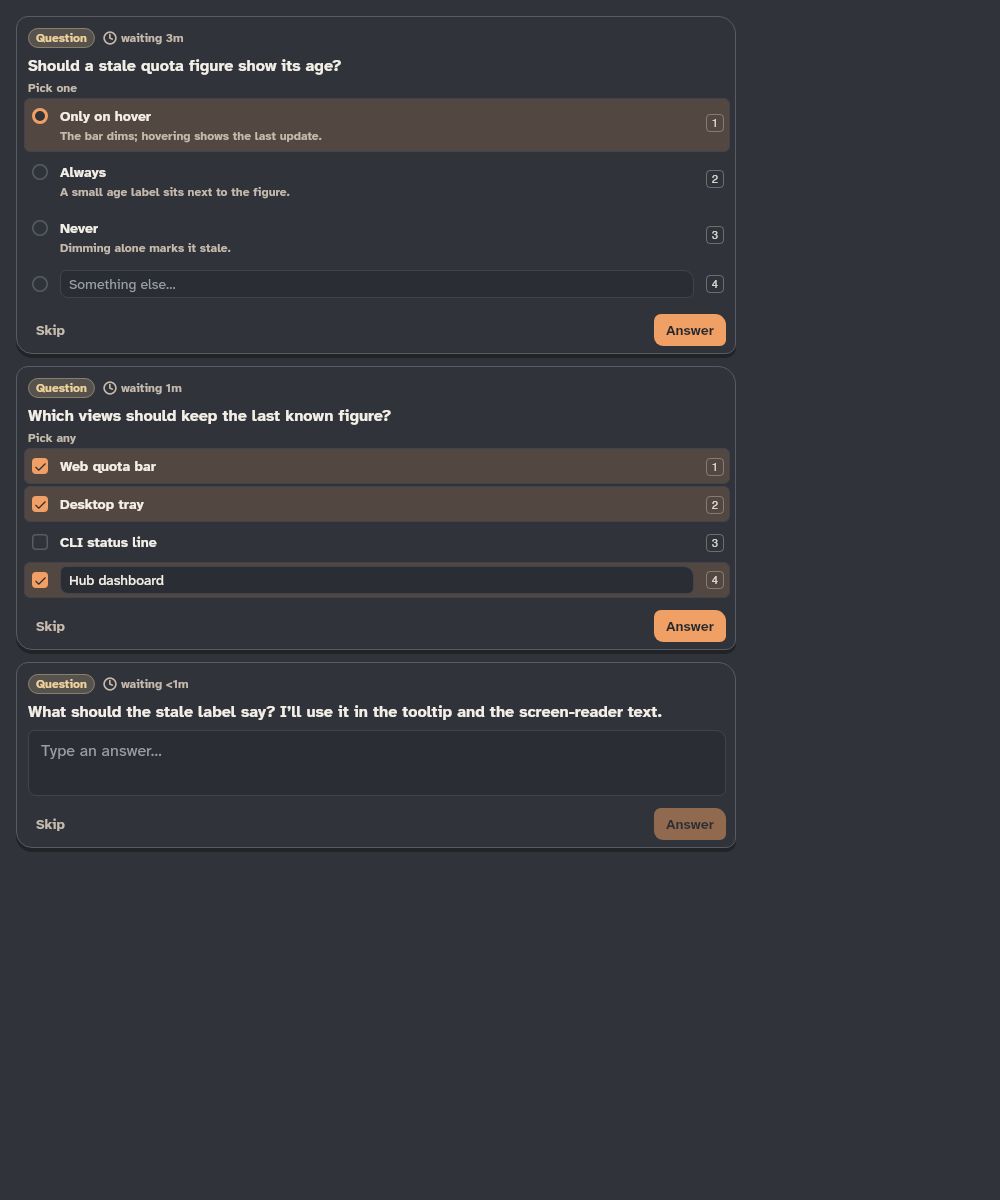 Question waiting 3m
Should a stale quota figure show its age?
Pick one
Only on hover 1
The bar dims; hovering shows the last update.
Always 2
A small age label sits next to the figure.
Never 3
Dimming alone marks it stale.
Something else... 4
Skip Answer
Question waiting 1m
Which views should keep the last known figure?
Pick any
Web quota bar 1
Desktop tray 2
CLI status line 3
Hub dashboard 4
Skip Answer
Question waiting <1m
What should the stale label say? I’ll use it in the tooltip and the screen-reader text.
Type an answer...
Skip Answer